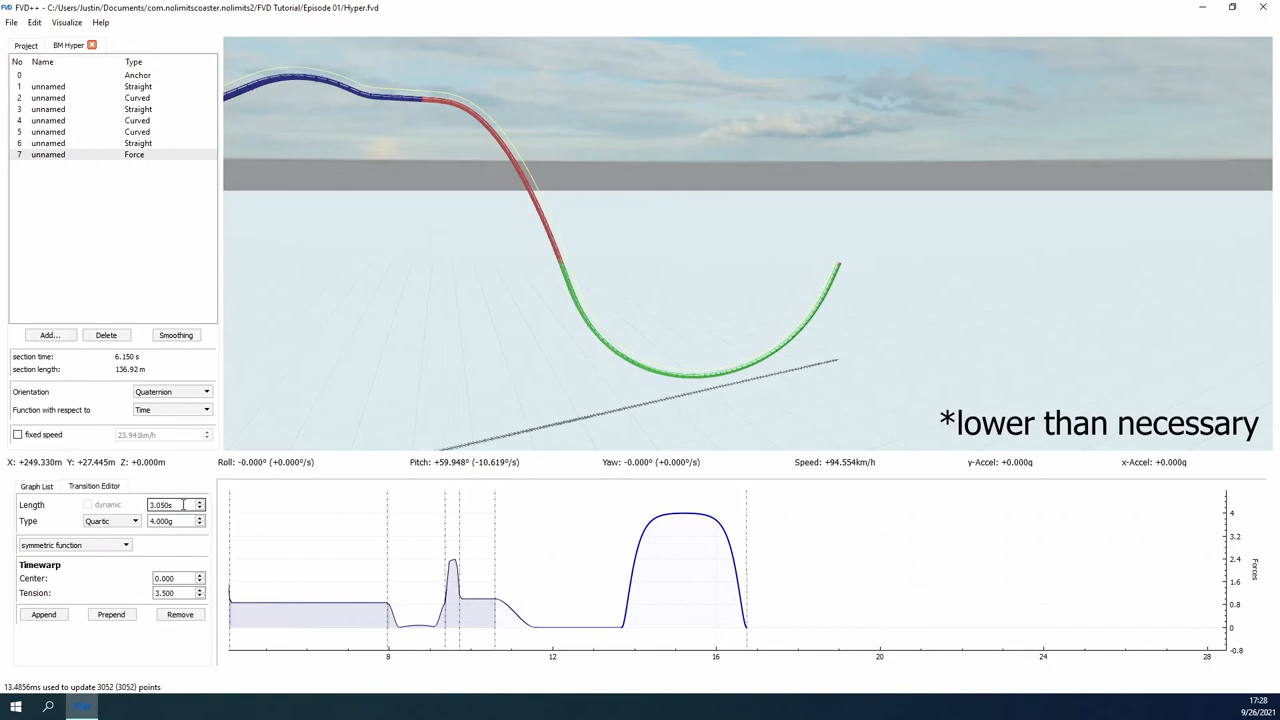 FVD++ - C:/Users/Justin/Documents/com.nolimitscoaster.nolimits2/FVD Tutorial/Episode 01/Hyper.fvd
File Edit Visualize Help
Project BM Hyper
No Name Type
0 Anchor
1 unnamed Straight
2 unnamed Curved
3 unnamed Straight
4 unnamed Curved
5 unnamed Curved
6 unnamed Straight
7 unnamed Force
Add... Delete Smoothing
section time: 6.150 s
section length: 136.92 m
Orientation Quaternion
Function with respect to Time
fixed speed 23.941km/h
*lower than necessary
X: +249.330m Y: +27.445m Z: +0.000m Roll: -0.000° (+0.000°/s) Pitch: +59.948° (-10.619°/s) Yaw: -0.000° (+0.000°/s) Speed: +94.554km/h y-Accel: +0.000g x-Accel: +0.000g
Graph List Transition Editor
Length dynamic 3.050s
Type Quartic 4.000g
symmetric function
Timewarp
Center: 0.000
Tension: 3.500
Append Prepend Remove
4
3.2
2.4
1.6
0.8
0
-0.8
Forces
8 12 16 20 24 28
13.4856ms used to update 3052 (3052) points
17:28
9/26/2021